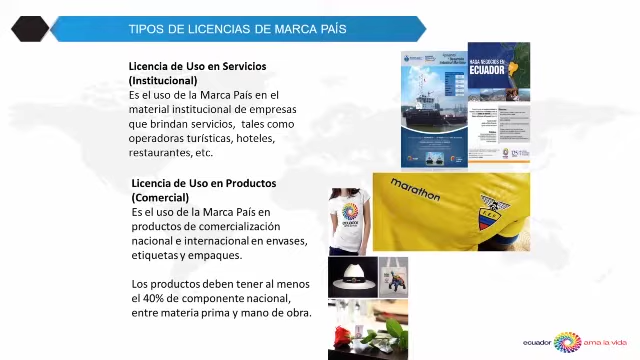 TIPOS DE LICENCIAS DE MARCA PAÍS
Licencia de Uso en Servicios
(Institucional)
Es el uso de la Marca País en el
material institucional de empresas
que brindan servicios, tales como
operadoras turísticas, hoteles,
restaurantes, etc.
Licencia de Uso en Productos
(Comercial)
Es el uso de la Marca País en
productos de comercialización
nacional e internacional en envases,
etiquetas y empaques.
Los productos deben tener al menos
el 40% de componente nacional,
entre materia prima y mano de obra.
HAGA NEGOCIOS EN
ECUADOR
marathon
ecuador
ecuador
ama la vida